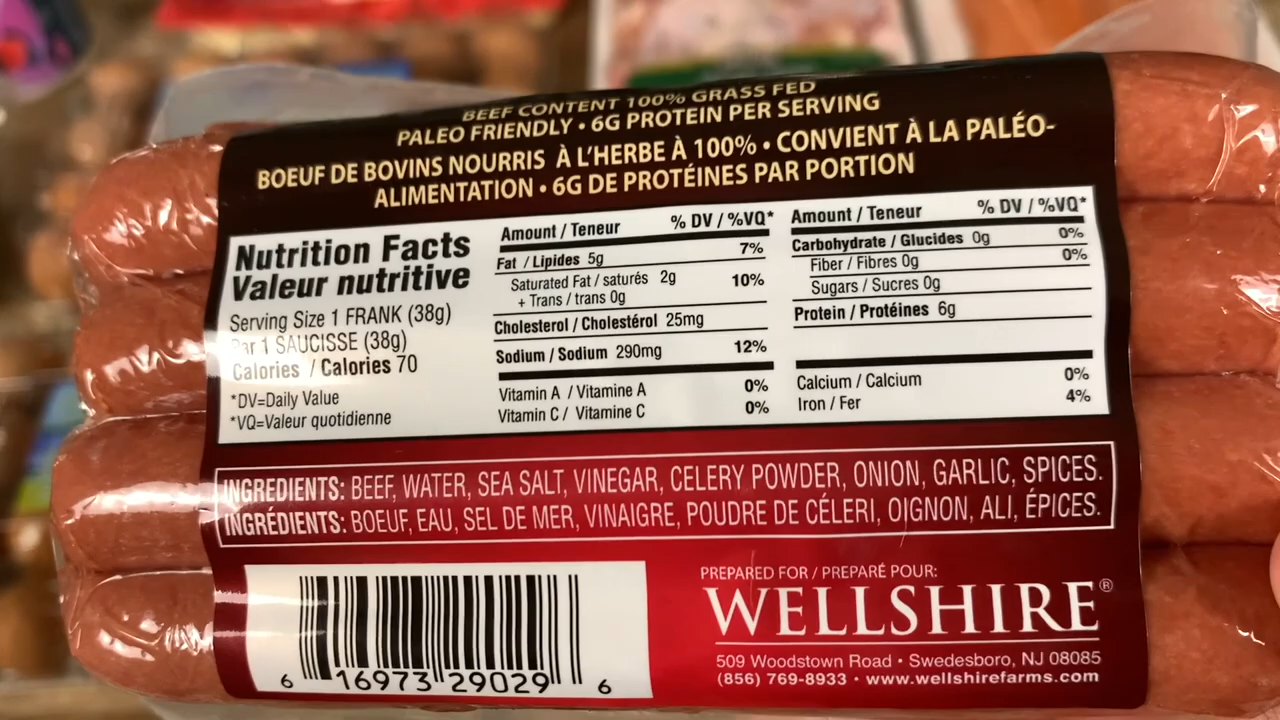 BEEF CONTENT 100% GRASS FED
PALEO FRIENDLY • 6G PROTEIN PER SERVING
BOEUF DE BOVINS NOURRIS À L'HERBE À 100% • CONVIENT À LA PALÉO-
ALIMENTATION • 6G DE PROTÉINES PAR PORTION
Nutrition Facts
Valeur nutritive
Serving Size 1 FRANK (38g)
Par 1 SAUCISSE (38g)
Calories / Calories 70
*DV=Daily Value
*VQ=Valeur quotidienne
Amount / Teneur % DV / %VQ*
Fat / Lipides 5g 7%
Saturated Fat / saturés 2g 10%
+ Trans / trans 0g
Cholesterol / Cholestérol 25mg
Sodium / Sodium 290mg 12%
Vitamin A / Vitamine A 0%
Vitamin C / Vitamine C 0%
Amount / Teneur % DV / %VQ*
Carbohydrate / Glucides 0g 0%
Fiber / Fibres 0g 0%
Sugars / Sucres 0g
Protein / Protéines 6g
Calcium / Calcium 0%
Iron / Fer 4%
INGREDIENTS: BEEF, WATER, SEA SALT, VINEGAR, CELERY POWDER, ONION, GARLIC, SPICES.
INGRÉDIENTS: BOEUF, EAU, SEL DE MER, VINAIGRE, POUDRE DE CÉLERI, OIGNON, ALI, ÉPICES.
6 16973 29029 6
PREPARED FOR / PREPARÉ POUR:
WELLSHIRE®
509 Woodstown Road • Swedesboro, NJ 08085
(856) 769-8933 • www.wellshirefarms.com